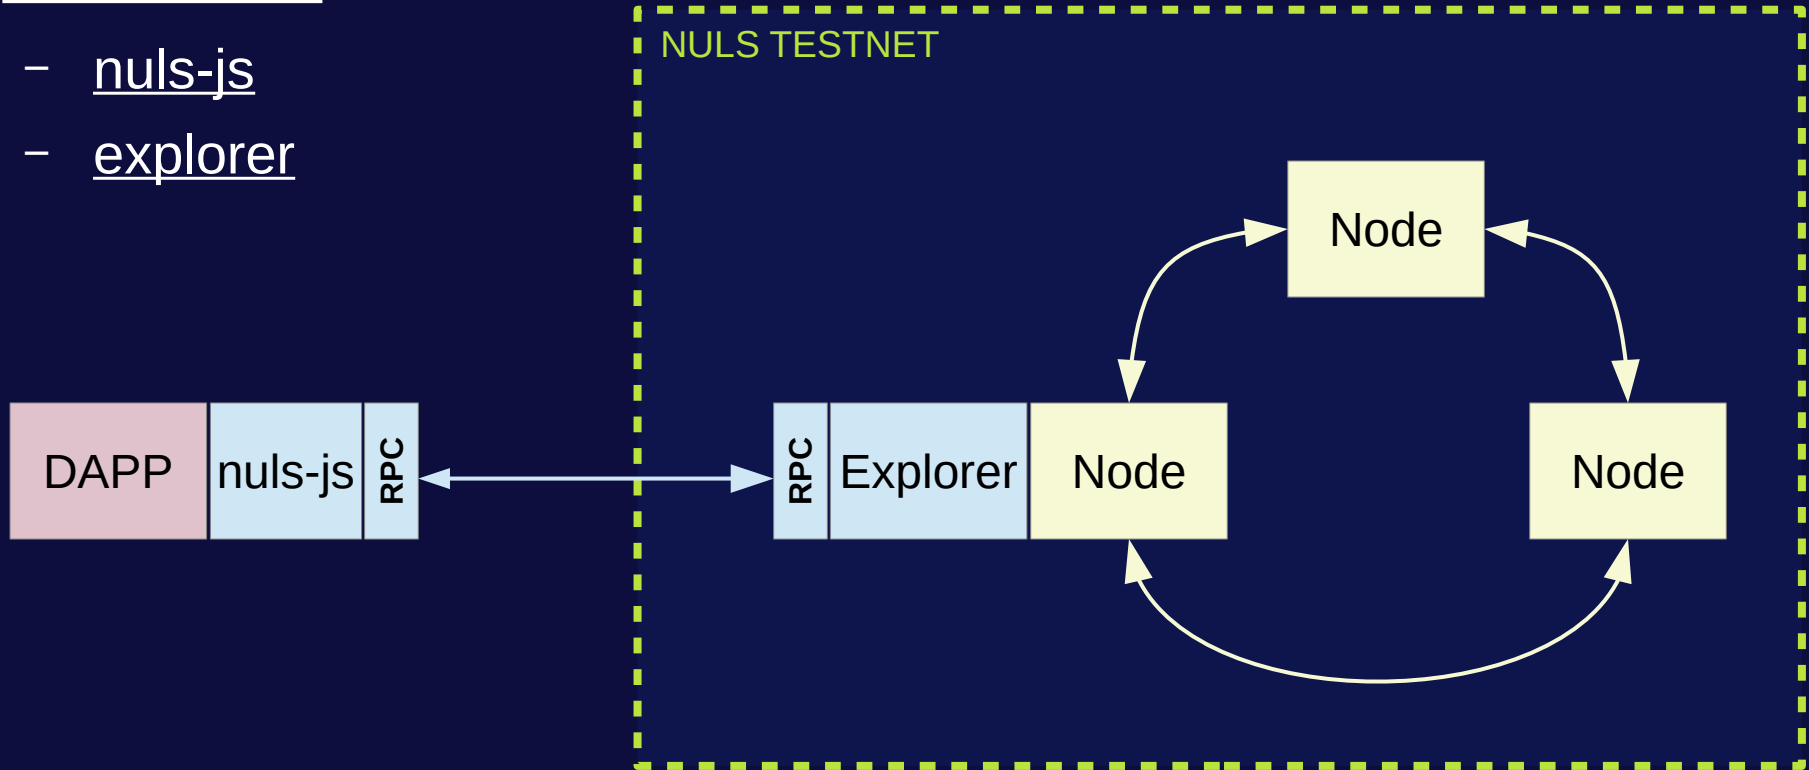 – nuls-js
– explorer
NULS TESTNET
Node
DAPP nuls-js RPC RPC Explorer Node Node